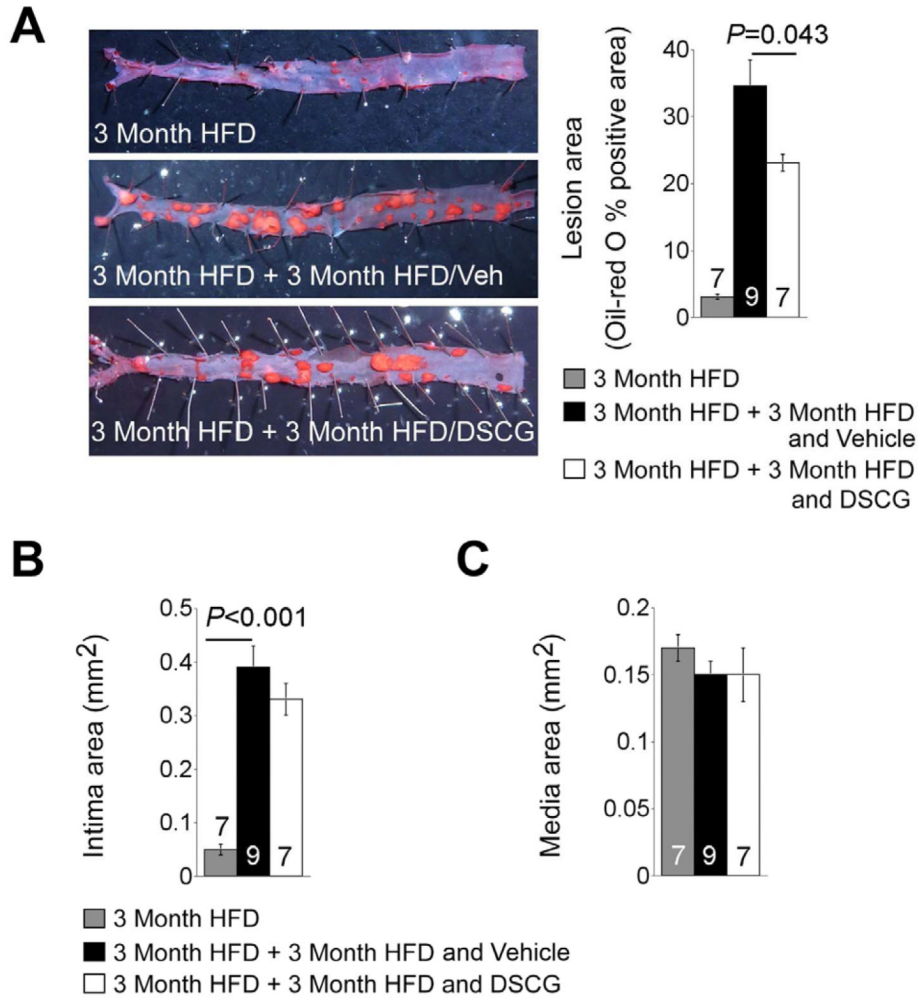 A
3 Month HFD
3 Month HFD + 3 Month HFD/Veh
3 Month HFD + 3 Month HFD/DSCG
Lesion area
(Oil-red O % positive area)
P=0.043
40
30
20
10
0
7
9
7
3 Month HFD
3 Month HFD + 3 Month HFD
and Vehicle
3 Month HFD + 3 Month HFD
and DSCG
B
Intima area (mm²)
P<0.001
0.5
0.4
0.3
0.2
0.1
0
7
9
7
3 Month HFD
3 Month HFD + 3 Month HFD and Vehicle
3 Month HFD + 3 Month HFD and DSCG
C
Media area (mm²)
0.2
0.15
0.1
0.05
0
7
9
7